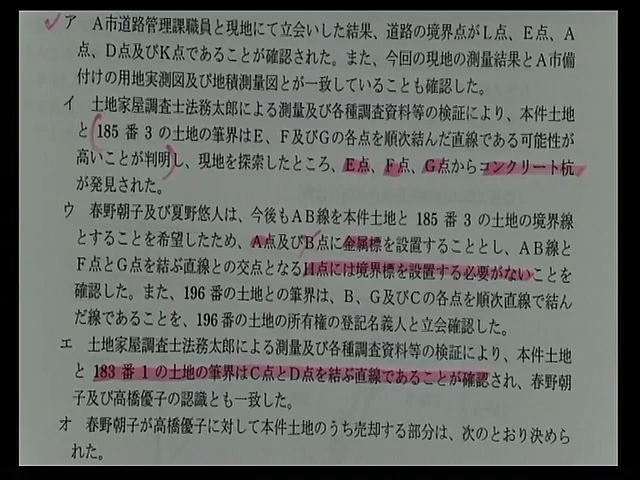 ア　A市道路管理課職員と現地にて立会いした結果、道路の境界点がL点、E点、A
点、D点及びK点であることが確認された。また、今回の現地の測量結果とA市備
付けの用地実測図及び地積測量図とが一致していることも確認した。
イ　土地家屋調査士法務太郎による測量及び各種調査資料等の検証により、本件土地
と185番3の土地の筆界はE、F及びGの各点を順次結んだ直線である可能性が
高いことが判明し、現地を探索したところ、E点、F点、G点からコンクリート杭
が発見された。
ウ　春野朝子及び夏野悠人は、今後もAB線を本件土地と185番3の土地の境界線
とすることを希望したため、A点及びB点に金属標を設置することとし、AB線と
F点とG点を結ぶ直線との交点となるH点には境界標を設置する必要がないことを
確認した。また、196番の土地との筆界は、B、G及びCの各点を順次直線で結ん
だ線であることを、196番の土地の所有権の登記名義人と立会確認した。
エ　土地家屋調査士法務太郎による測量及び各種調査資料等の検証により、本件土地
と183番1の土地の筆界はC点とD点を結ぶ直線であることが確認され、春野朝
子及び高橋優子の認識とも一致した。
オ　春野朝子が高橋優子に対して本件土地のうち売却する部分は、次のとおり決めら
れた。